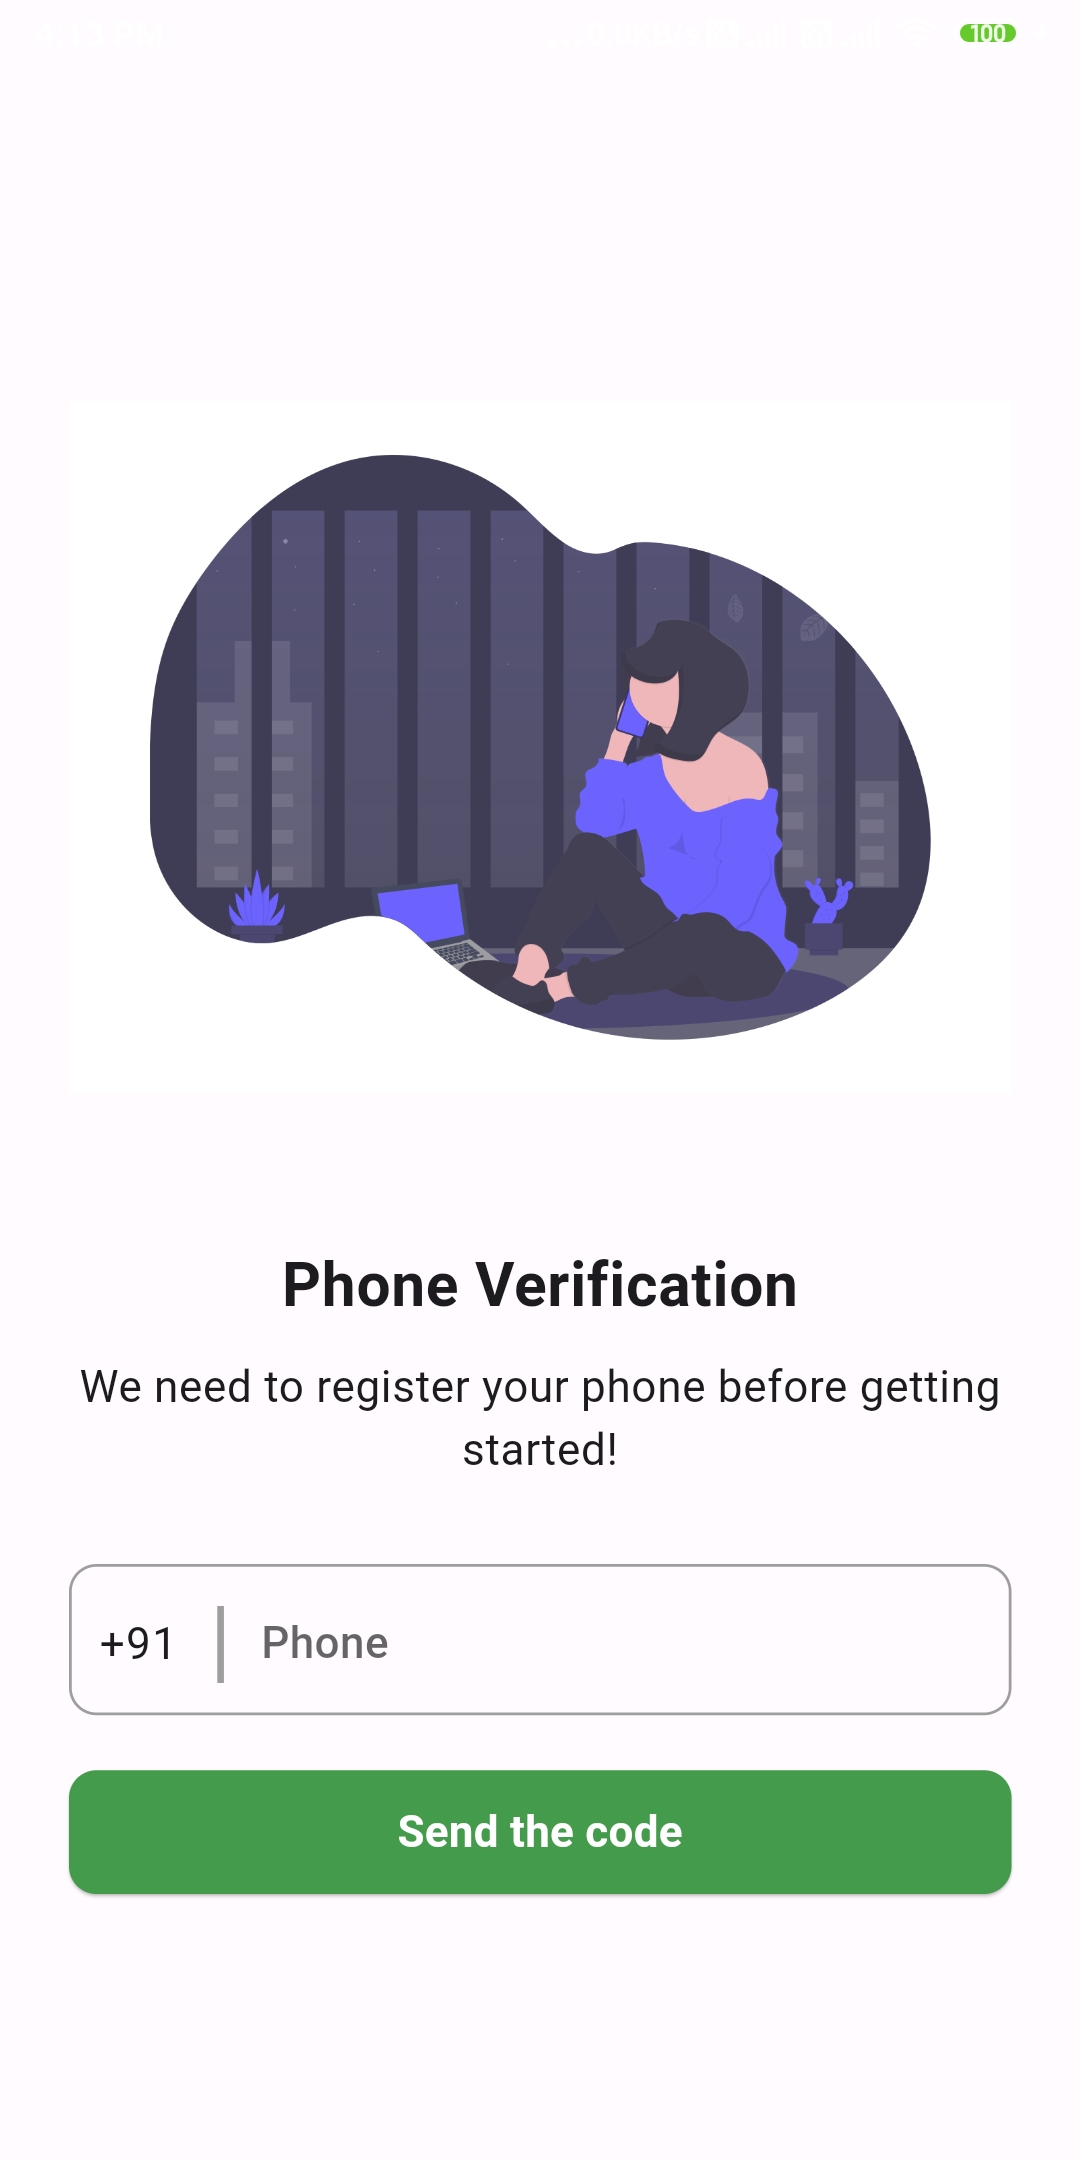 100
Phone Verification
We need to register your phone before getting
started!
+91
Phone
Send the code